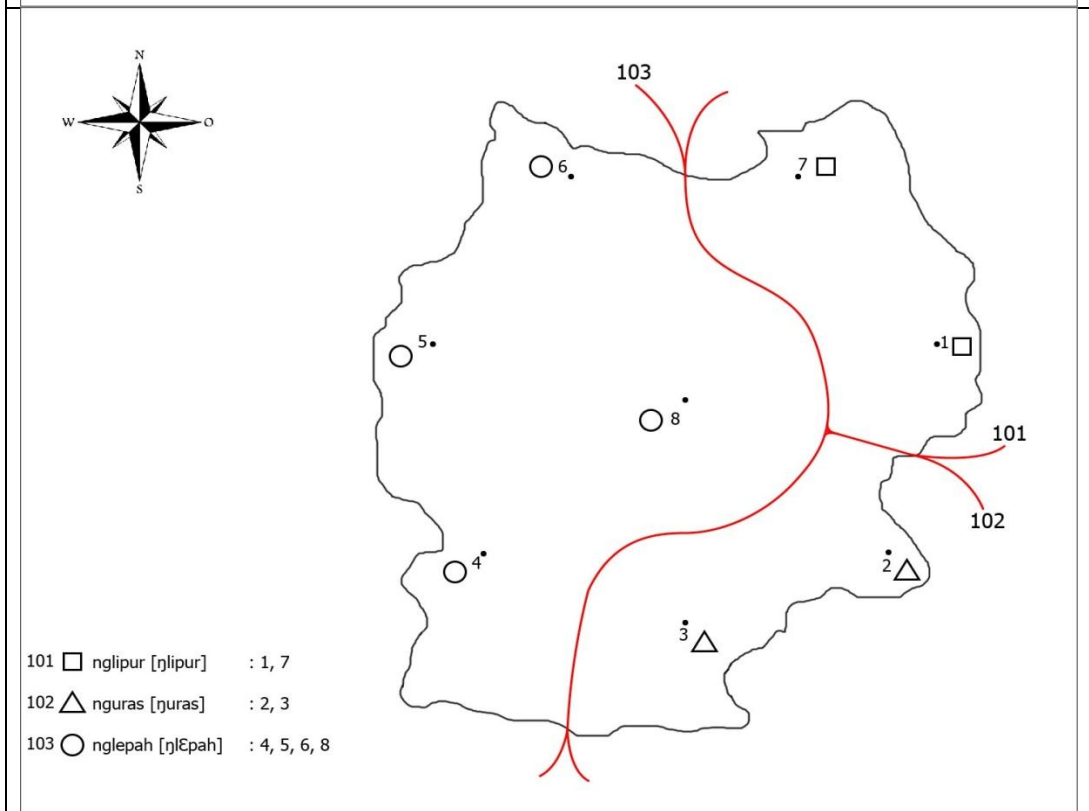 103
N
W O
S
6
7
5
1
8
101
102
4
2
3
101 nglipur [ŋlipur] : 1, 7
102 nguras [ŋuras] : 2, 3
103 nglepah [ŋlƐpah] : 4, 5, 6, 8